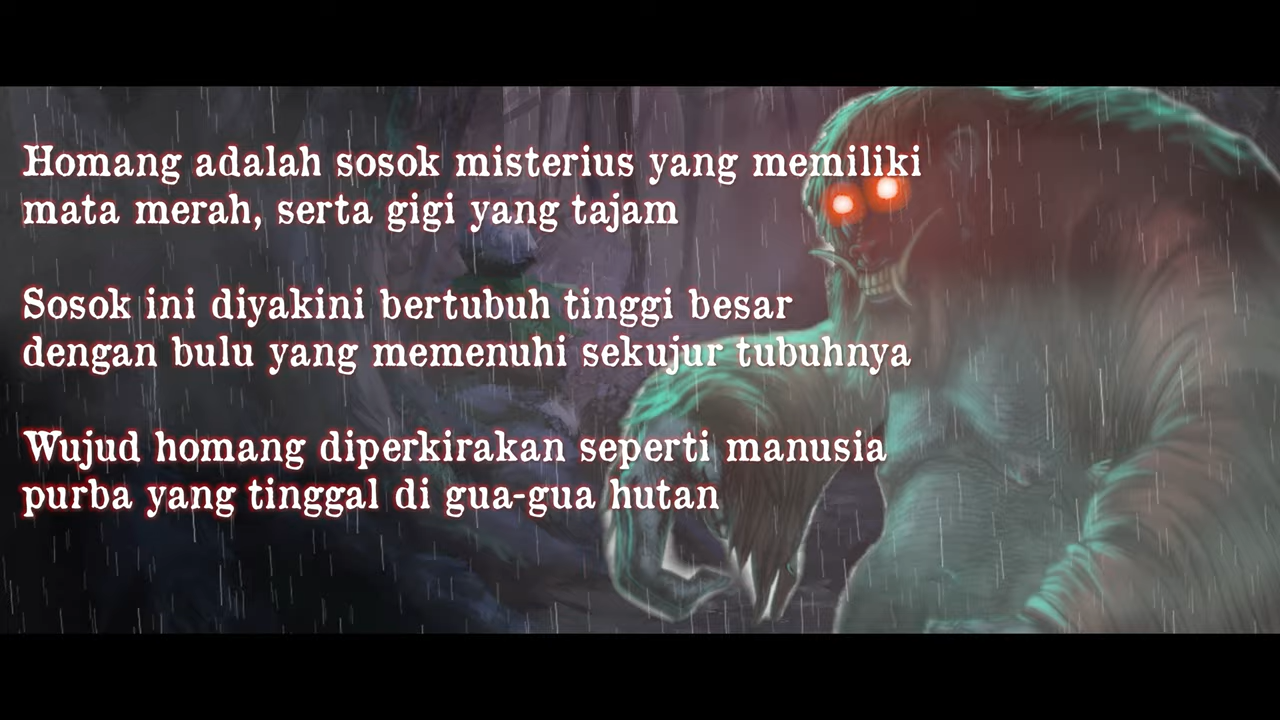 Homang adalah sosok misterius yang memiliki
mata merah, serta gigi yang tajam
Sosok ini diyakini bertubuh tinggi besar
dengan bulu yang memenuhi sekujur tubuhnya
Wujud homang diperkirakan seperti manusia
purba yang tinggal di gua-gua hutan